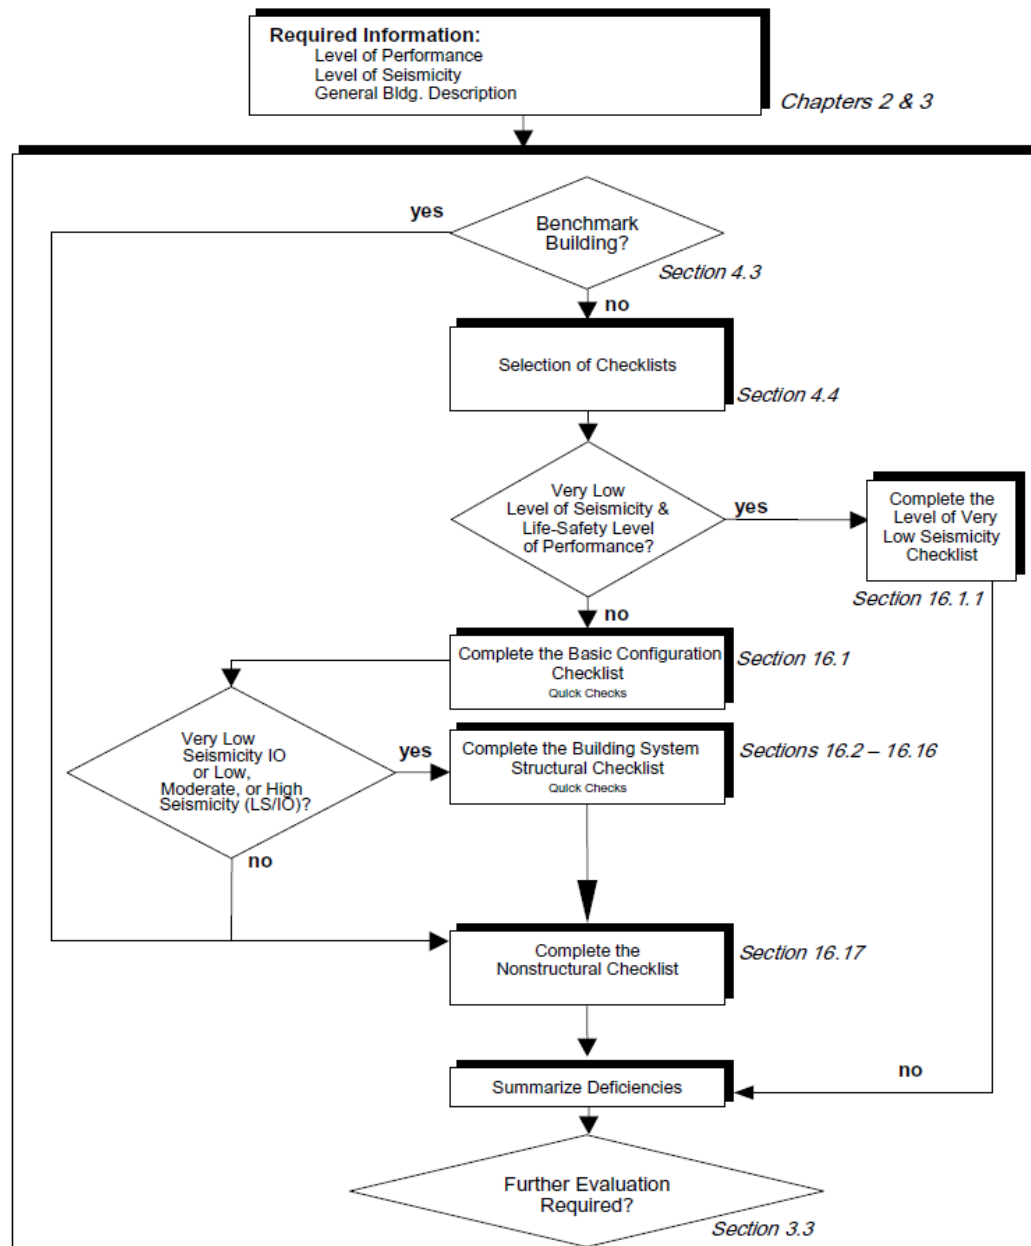 Required Information:
Level of Performance
Level of Seismicity
General Bldg. Description
Chapters 2 & 3
yes
Benchmark
Building?
Section 4.3
no
Selection of Checklists
Section 4.4
Very Low
Level of Seismicity &
Life-Safety Level
of Performance?
yes
Complete the
Level of Very
Low Seismicity
Checklist
Section 16.1.1
no
Complete the Basic Configuration
Checklist
Quick Checks
Section 16.1
Very Low
Seismicity IO
or Low,
Moderate, or High
Seismicity (LS/IO)?
yes
Complete the Building System
Structural Checklist
Quick Checks
Sections 16.2 – 16.16
no
Complete the
Nonstructural Checklist
Section 16.17
no
Summarize Deficiencies
Further Evaluation
Required?
Section 3.3